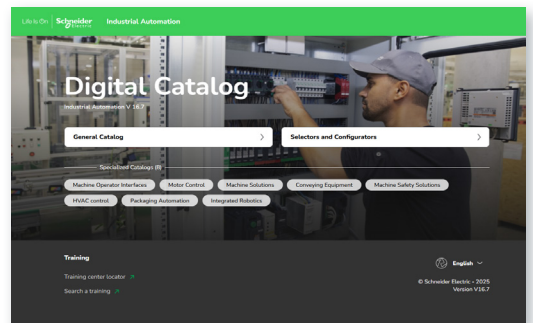 Life Is On | Schneider Electric Industrial Automation
Digital Catalog
Industrial Automation V 16.7
General Catalog
Selectors and Configurators
Specialized Catalogs (8)
Machine Operator Interfaces Motor Control Machine Solutions Conveying Equipment Machine Safety Solutions
HVAC control Packaging Automation Integrated Robotics
Training
English
Training center locator
Search a training
© Schneider Electric - 2025
Version V16.7